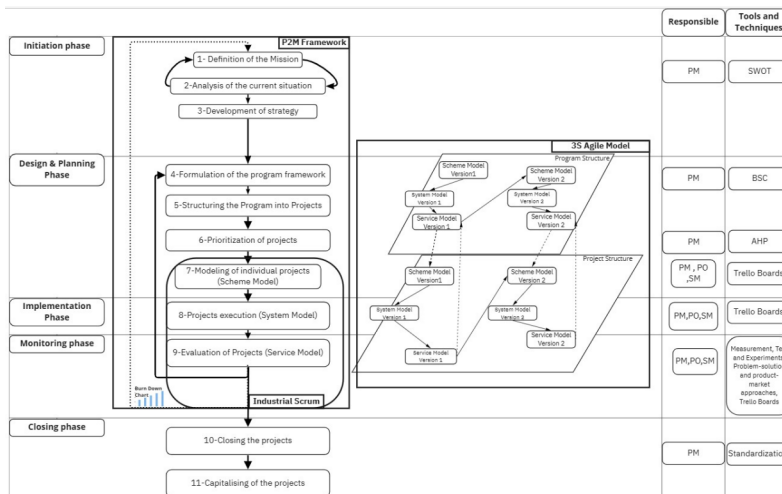 Responsible
Tools and
Techniques
Initiation phase
P2M Framework
1- Definition of the Mission
2-Analysis of the current situation
3-Development of strategy
PM
SWOT
3S Agile Model
Design & Planning
Phase
4-Formulation of the program framework
5-Structuring the Program into Projects
6-Prioritization of projects
7-Modeling of individual projects
(Scheme Model)
Program Structure
Scheme Model
Version1
System Model
Version 1
Service Model
Version 1
Scheme Model
Version 2
System Model
Version 2
Service Model
Version 2
Project Structure
Scheme Model
Version1
System Model
Version 1
Service Model
Version 1
Scheme Model
Version 2
System Model
Version 2
Service Model
Version 2
PM
BSC
PM
AHP
PM , PO
,SM
Trello Boards
Implementation
Phase
8-Projects execution (System Model)
PM,PO,SM
Trello Boards
Monitoring phase
9-Evaluation of Projects (Service Model)
Burn Down
Chart
Industrial Scrum
PM,PO,SM
Measurement, Te
and Experiments
Problem-solutio
and product-
market
approaches,
Trello Boards
Closing phase
10-Closing the projects
11-Capitalising of the projects
PM
Standardizatio